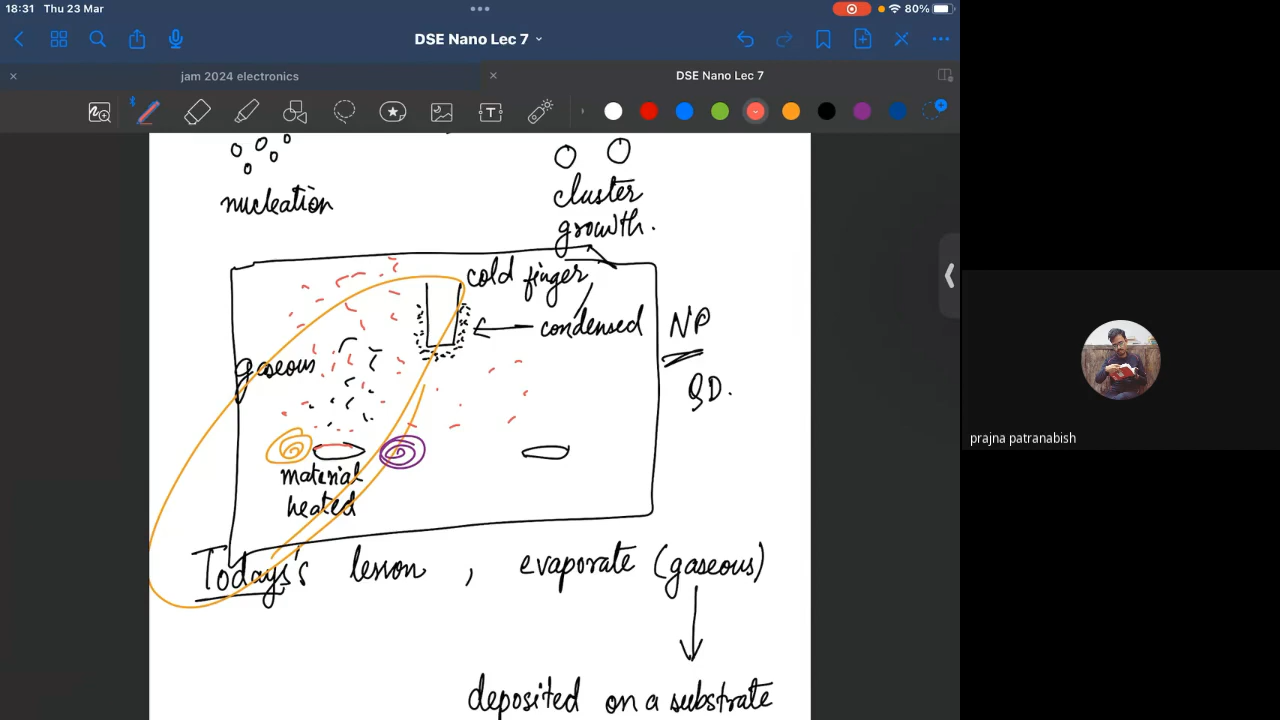 18:31 Thu 23 Mar
80%
DSE Nano Lec 7
jam 2024 electronics
DSE Nano Lec 7
nucleation
cluster
growth.
cold finger
condensed
NP
gaseous
QD.
material
heated
Todays's lesson , evaporate (gaseous)
deposited on a substrate
prajna patranabish